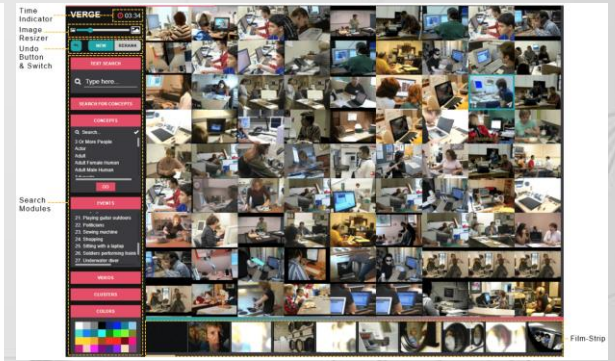 Time
Indicator
VERGE
03:34
Image
Resizer
Undo
Button
& Switch
NEW
RERANK
TEXT SEARCH
Type here...
SEARCH FOR CONCEPTS
CONCEPTS
Search...
3 Or More People
Actor
Adult
Adult Female Human
Adult Male Human
GO
Search
Modules
EVENTS
21. Playing guitar outdoors
22. Politicians
23. Sewing machine
24. Shopping
25. Sitting with a laptop
26. Soldiers performing training
27. Underwater diver
VIDEOS
CLUSTERS
COLORS
Film-Strip